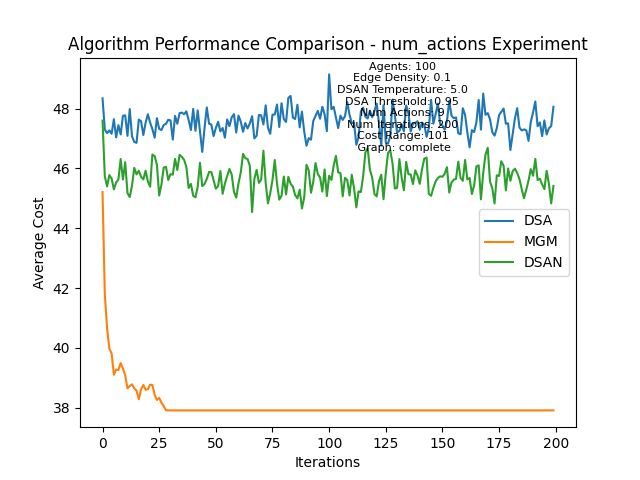 Algorithm Performance Comparison - num_actions Experiment
Agents: 100
Edge Density: 0.1
DSAN Temperature: 5.0
DSA Threshold: 0.95
Num Actions: 9
Num Iterations: 200
Cost Range: 101
Graph: complete
48
46
44
42
40
38
Average Cost
DSA
MGM
DSAN
0 25 50 75 100 125 150 175 200
Iterations